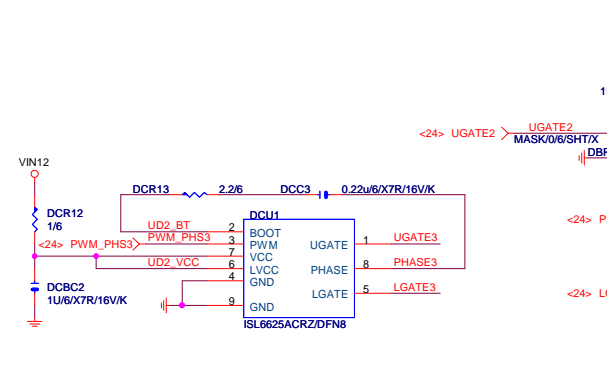 1
<24> UGATE2
UGATE2
MASK/0/6/SHT/X
VIN12
DCR13
2.2/6
DCC3
0.22u/6/X7R/16V/K
DCR12
1/6
DCU1
UD2_BT
2
BOOT
<24> PWM_PHS3
PWM_PHS3
3
PWM
UGATE
1
UGATE3
7
VCC
UD2_VCC
6
LVCC
PHASE
8
PHASE3
4
GND
DCBC2
1U/6/X7R/16V/K
LGATE
5
LGATE3
9
GND
ISL6625ACRZ/DFN8
<24> P
<24>